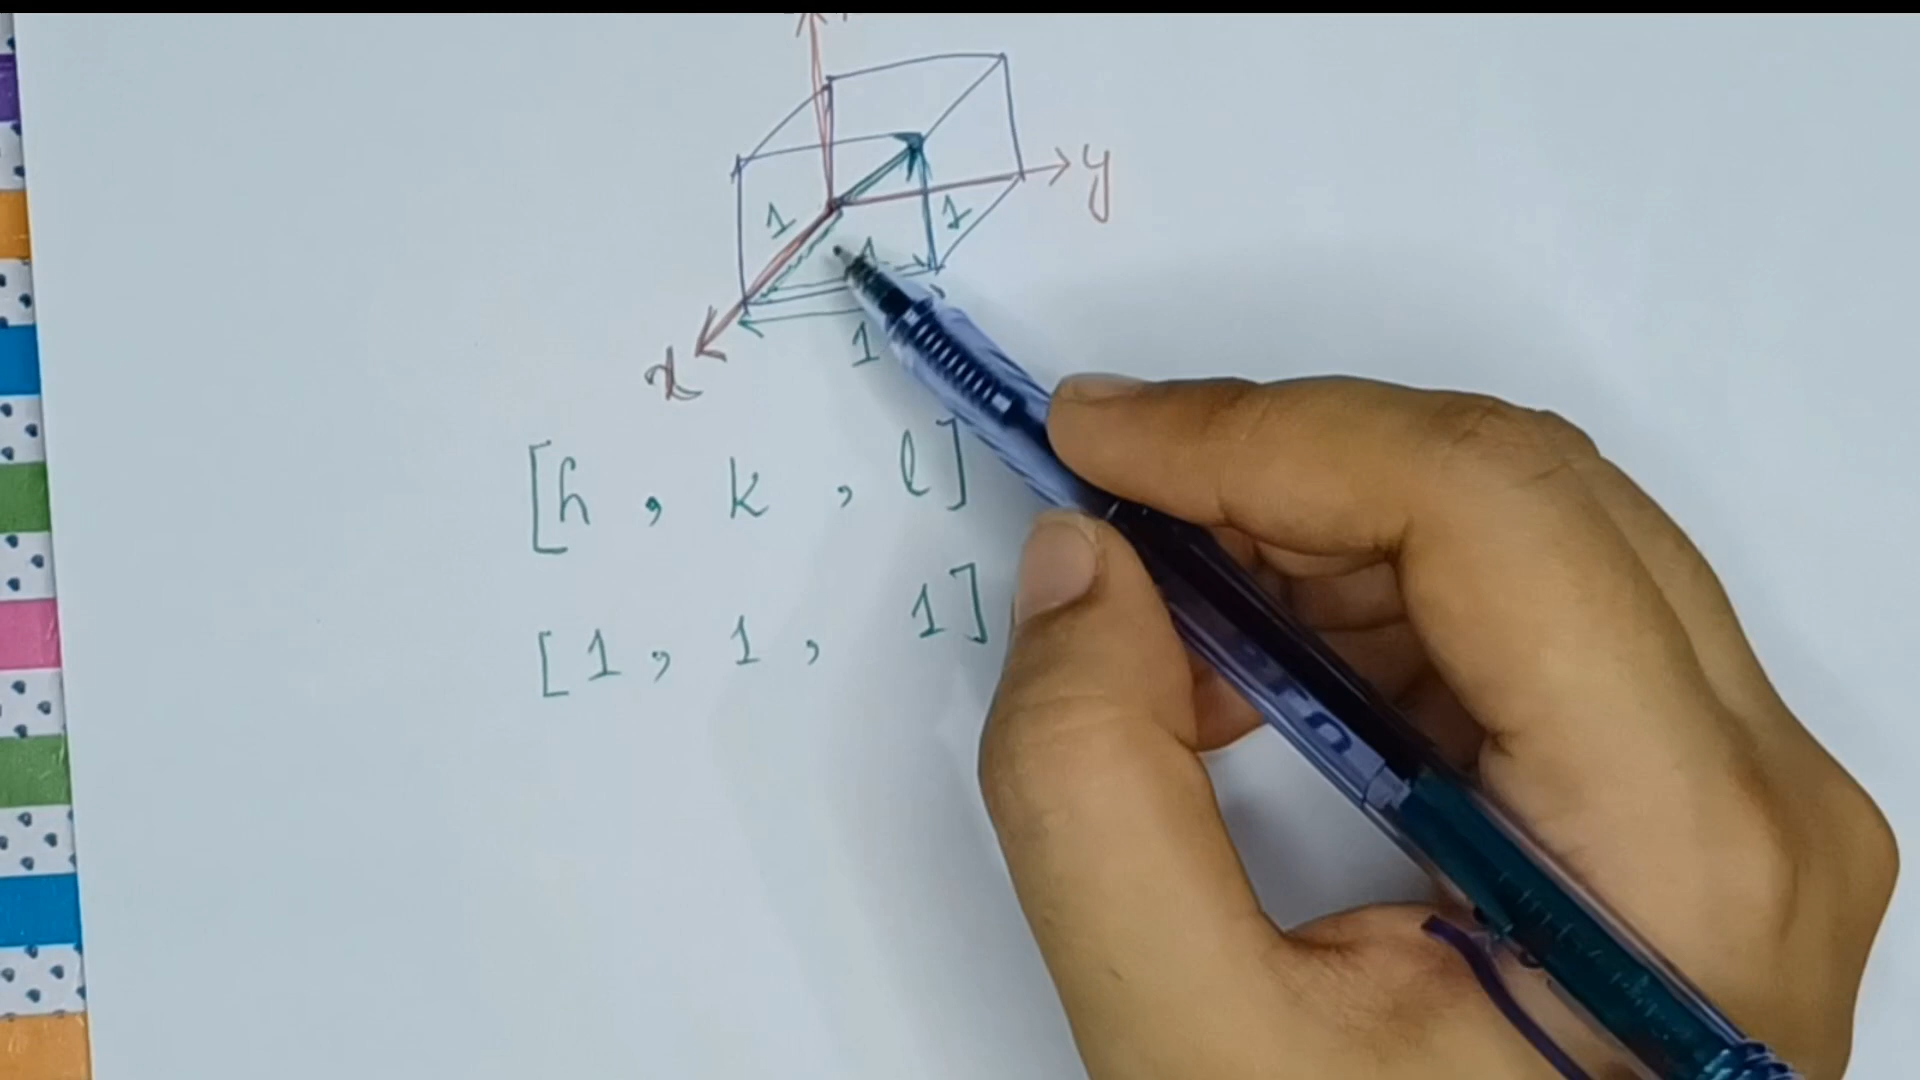 y
1
1
1
1
x
[h , k , l]
[1, 1, 1]